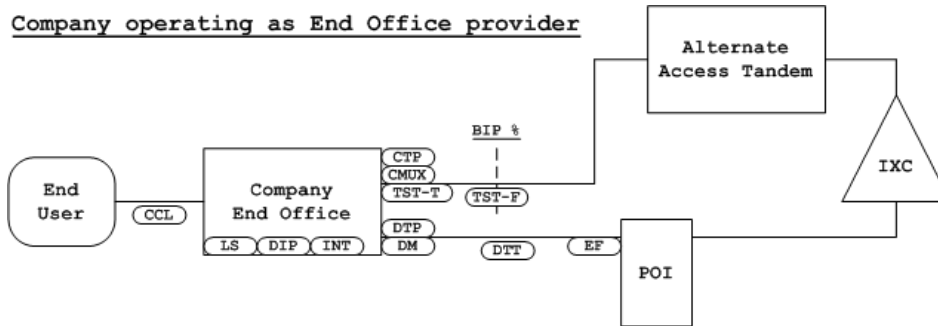 Company operating as End Office provider
Alternate
Access Tandem
BIP %
CTP
CMUX
TST-T
TST-F
IXC
End
User
CCL
Company
End Office
LS
DIP
INT
DTP
DM
DTT
EF
POI